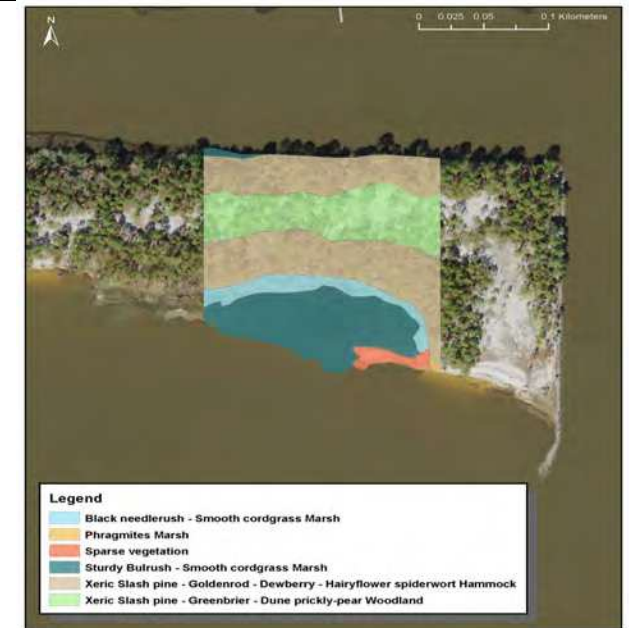 N
0 0.025 0.05 0.1 Kilometers
Legend
Black needlerush - Smooth cordgrass Marsh
Phragmites Marsh
Sparse vegetation
Sturdy Bulrush - Smooth cordgrass Marsh
Xeric Slash pine - Goldenrod - Dewberry - Hairyflower spiderwort Hammock
Xeric Slash pine - Greenbrier - Dune prickly-pear Woodland